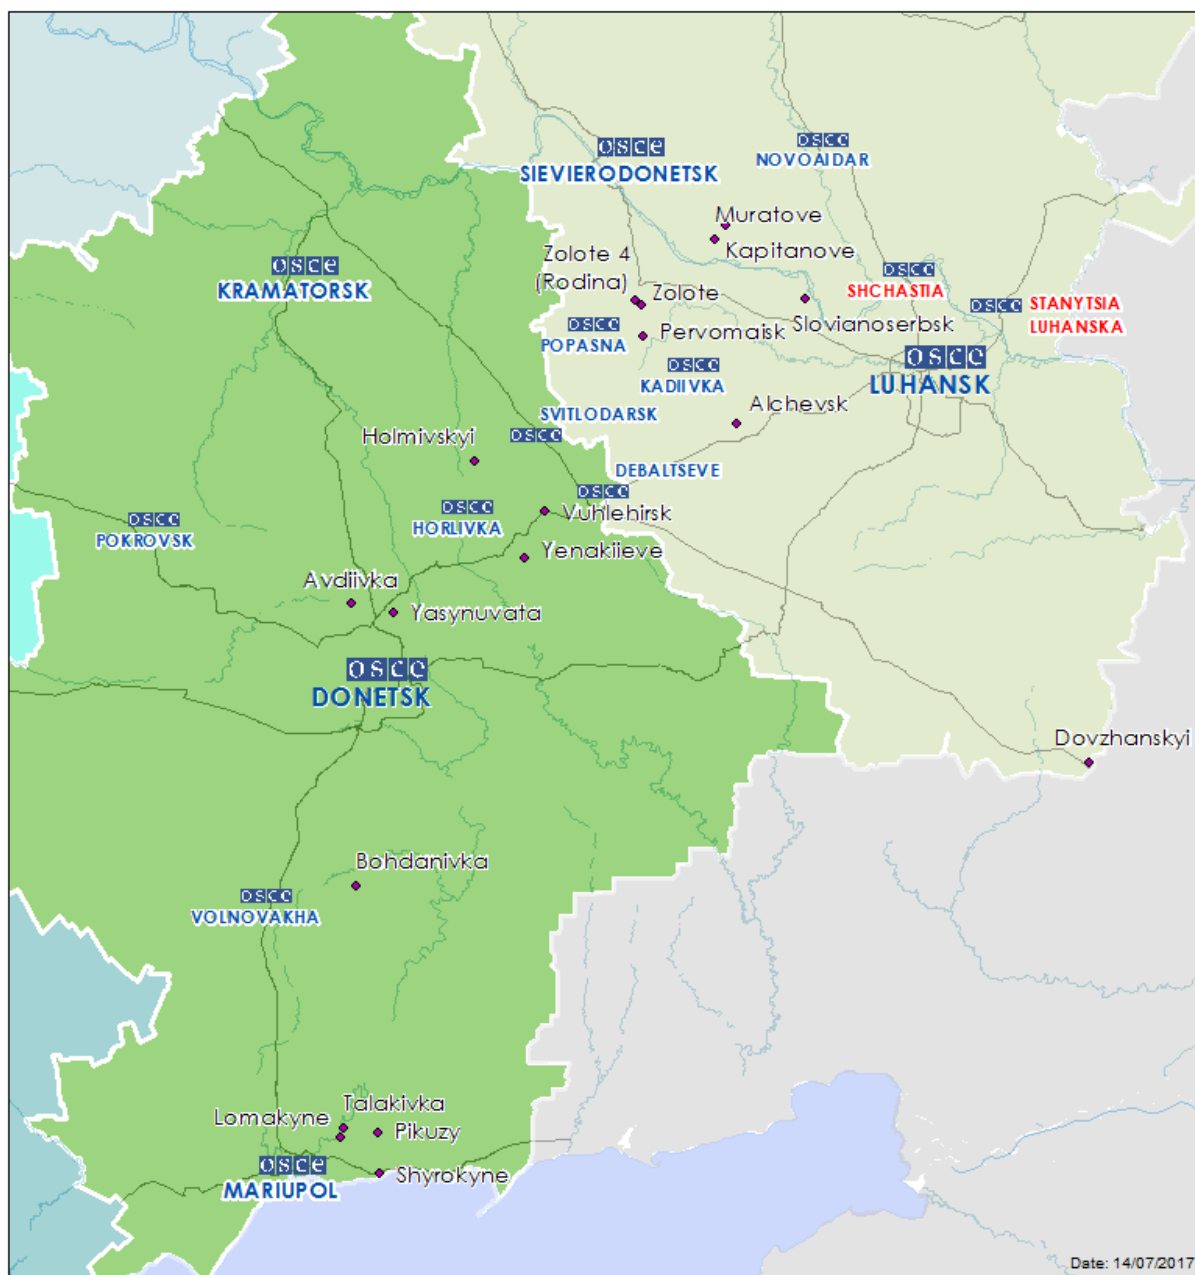 osce
NOVOAIDAR
osce
SIEVIERODONETSK
Muratove
Kapitanove
Zolote 4
(Rodina)
Zolote
osce
KRAMATORSK
osce
SHCHASTIA
osce
STANYTSIA
LUHANSKA
Slovianoserbsk
osce
POPASNA
Pervomaisk
osce
KADIIVKA
osce
LUHANSK
Alchevsk
SVITLODARSK
osce
Holmivskyi
DEBALTSEVE
osce
Vuhlehirsk
osce
HORLIVKA
osce
POKROVSK
Yenakiieve
Avdiivka
Yasynuvata
osce
DONETSK
Dovzhanskyi
Bohdanivka
osce
VOLNOVAKHA
Talakivka
Lomakyne
Pikuzy
osce
MARIUPOL
Shyrokyne
Date: 14/07/2017